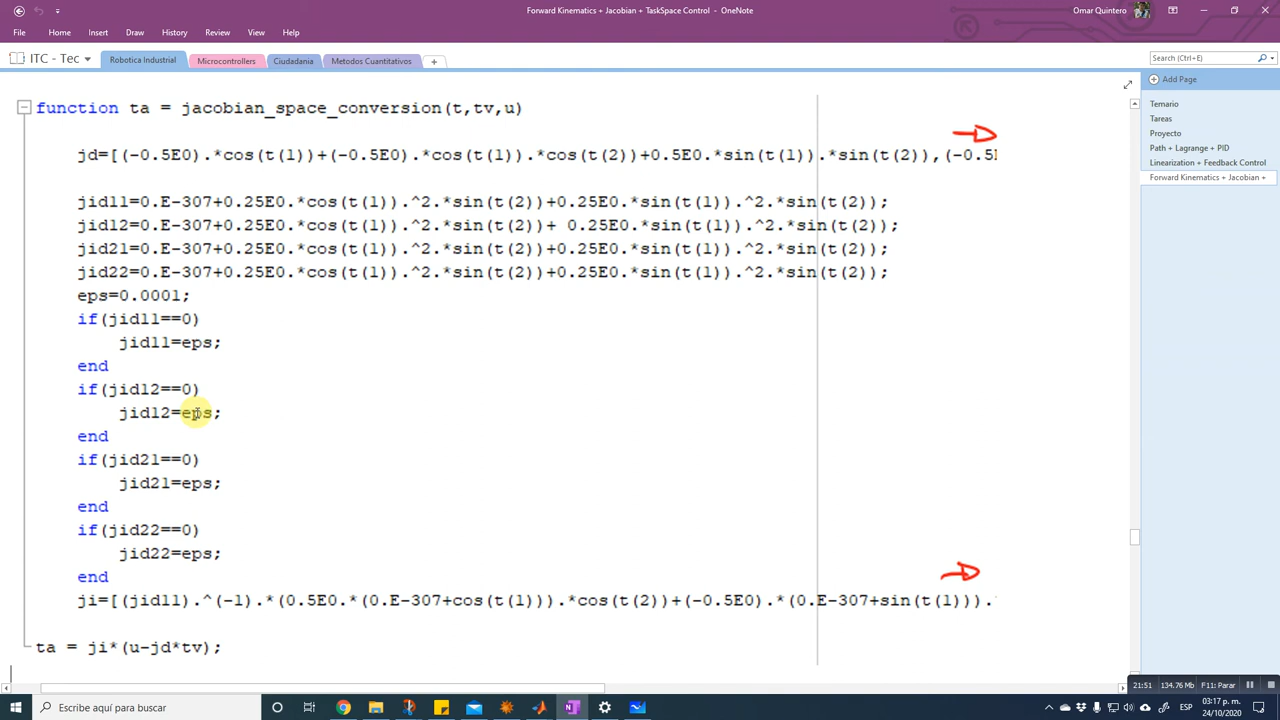 Forward Kinematics + Jacobian + TaskSpace Control - OneNote
Omar Quintero
File Home Insert Draw History Review View Help
ITC - Tec
Robotica Industrial
Microcontrollers
Ciudadania
Metodos Cuantitativos
Search (Ctrl+E)
Add Page
Temario
Tareas
Proyecto
Path + Lagrange + PID
Linearization + Feedback Control
Forward Kinematics + Jacobian +
function ta = jacobian_space_conversion(t,tv,u)
jd=[(-0.5E0).*cos(t(1))+(-0.5E0).*cos(t(1)).*cos(t(2))+0.5E0.*sin(t(1)).*sin(t(2)),(-0.5
jid11=0.E-307+0.25E0.*cos(t(1)).^2.*sin(t(2))+0.25E0.*sin(t(1)).^2.*sin(t(2));
jid12=0.E-307+0.25E0.*cos(t(1)).^2.*sin(t(2))+ 0.25E0.*sin(t(1)).^2.*sin(t(2));
jid21=0.E-307+0.25E0.*cos(t(1)).^2.*sin(t(2))+0.25E0.*sin(t(1)).^2.*sin(t(2));
jid22=0.E-307+0.25E0.*cos(t(1)).^2.*sin(t(2))+0.25E0.*sin(t(1)).^2.*sin(t(2));
eps=0.0001;
if(jid11==0)
jid11=eps;
end
if(jid12==0)
jid12=eps;
end
if(jid21==0)
jid21=eps;
end
if(jid22==0)
jid22=eps;
end
ji=[(jid11).^(-1).*(0.5E0.*(0.E-307+cos(t(1))).*cos(t(2))+(-0.5E0).*(0.E-307+sin(t(1))).
ta = ji*(u-jd*tv);
21:51 134.76 MB F11: Parar
Escribe aquí para buscar
ESP
03:17 p. m.
24/10/2020